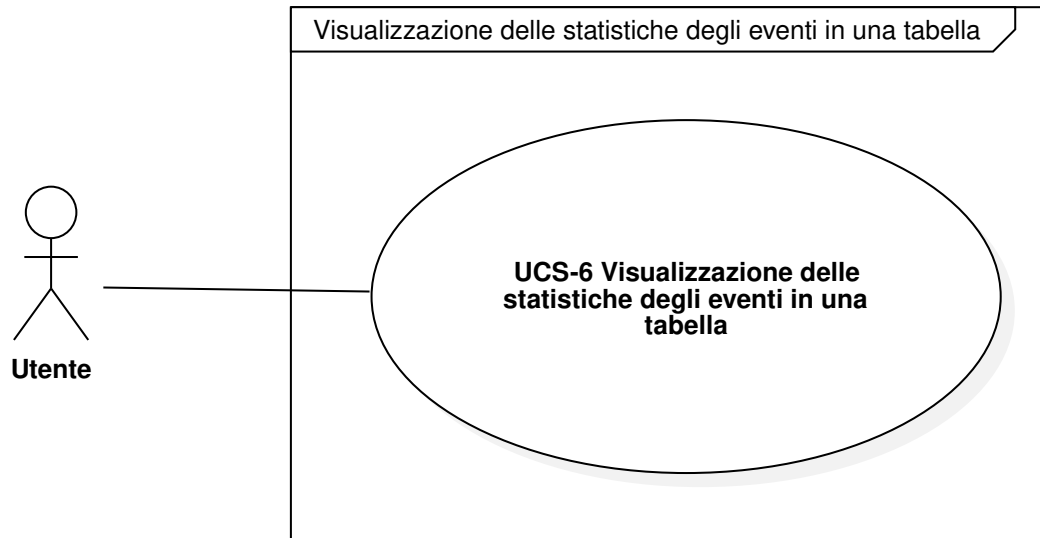 Visualizzazione delle statistiche degli eventi in una tabella
UCS-6 Visualizzazione delle
statistiche degli eventi in una
tabella
Utente